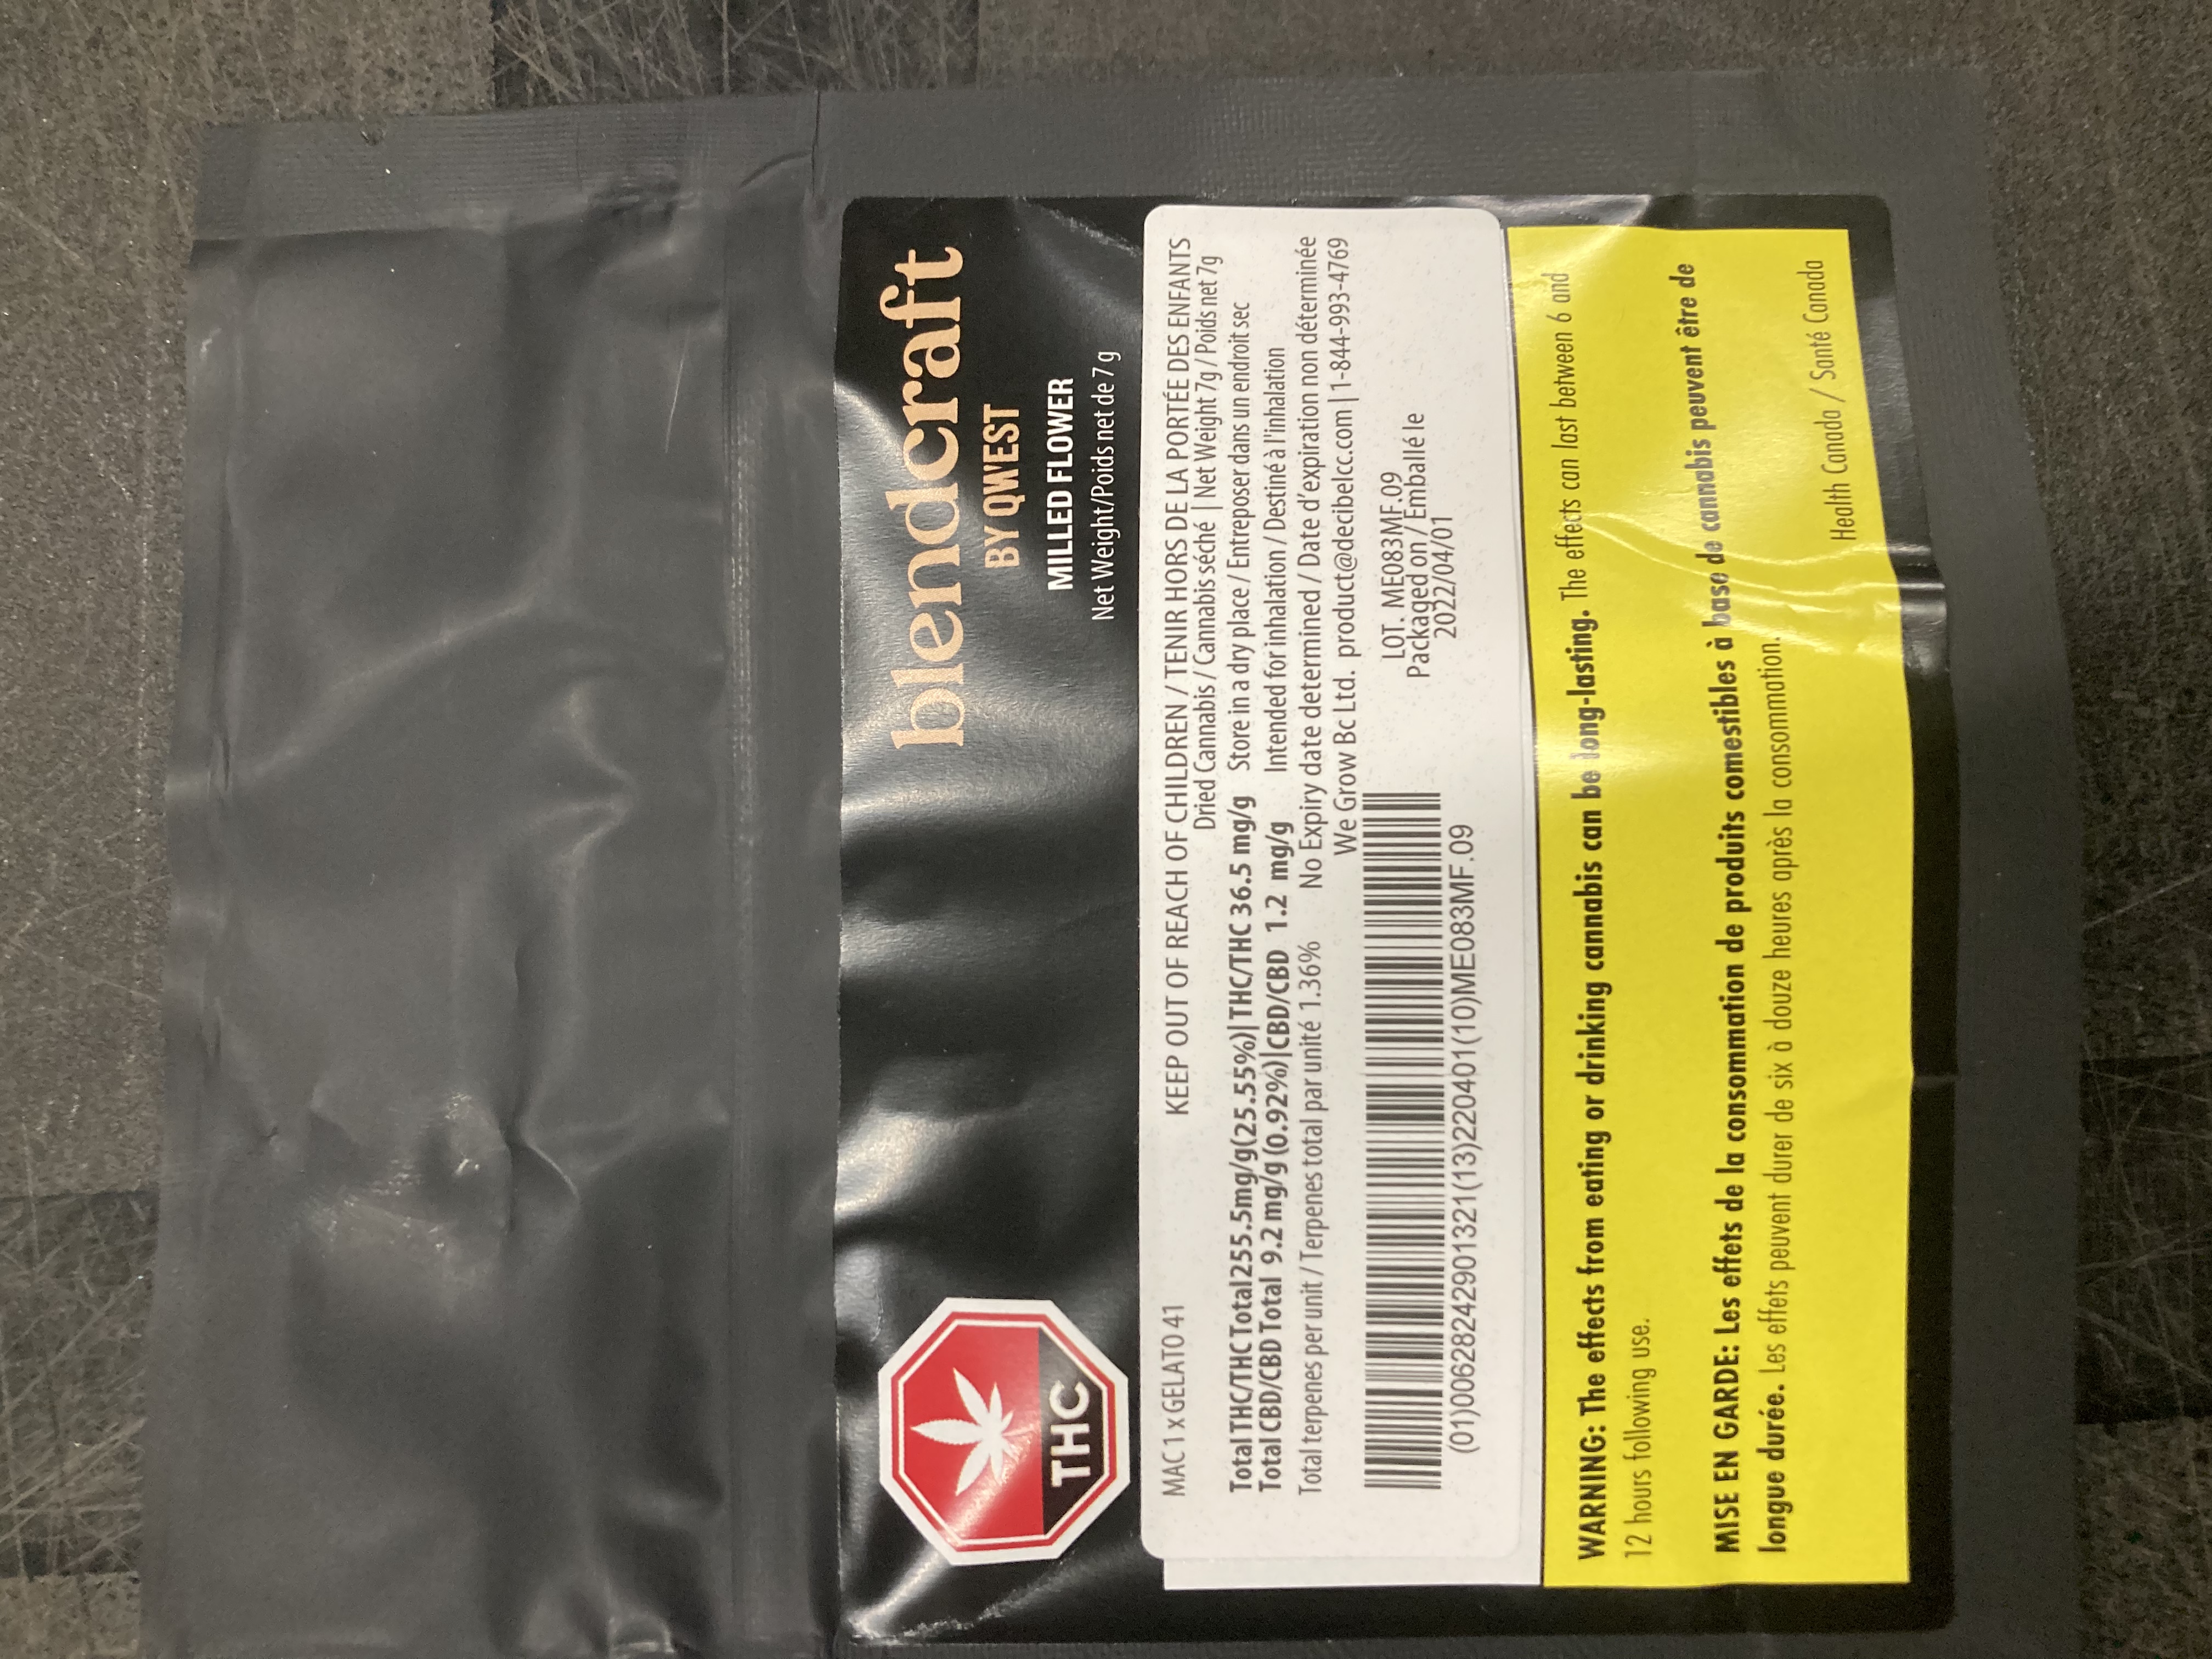 THC
blendcraft
BY QWEST
MILLED FLOWER
Net Weight/Poids net de 7 g
MAC 1 x GELATO 41
KEEP OUT OF REACH OF CHILDREN / TENIR HORS DE LA PORTÉE DES ENFANTS
Dried Cannabis / Cannabis séché | Net Weight 7g / Poids net 7g
Total THC/THC Total 255.5mg/g(25.55%)| THC/THC 36.5 mg/g
Store in a dry place / Entreposer dans un endroit sec
Total CBD/CBD Total 9.2 mg/g (0.92%)|CBD/CBD 1.2 mg/g
Intended for inhalation / Destiné à l'inhalation
Total terpenes per unit / Terpenes total par unité 1.36%
No Expiry date determined / Date d'expiration non déterminée
We Grow Bc Ltd. product@decibelcc.com | 1-844-993-4769
LOT. ME083MF.09
Packaged on / Emballé le
2022/04/01
(01)00628242901321(13)220401(10)ME083MF.09
WARNING: The effects from eating or drinking cannabis can be long-lasting. The effects can last between 6 and
12 hours following use.
MISE EN GARDE: Les effets de la consommation de produits comestibles à base de cannabis peuvent être de
longue durée. Les effets peuvent durer de six à douze heures après la consommation.
Health Canada / Santé Canada